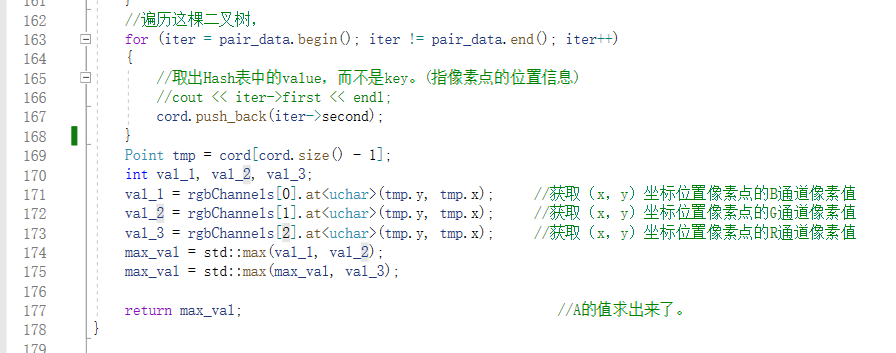 161 }
162 //遍历这棵二叉树，
163 for (iter = pair_data.begin(); iter != pair_data.end(); iter++)
164 {
165 //取出Hash表中的value，而不是key。(指像素点的位置信息)
166 //cout << iter->first << endl;
167 cord.push_back(iter->second);
168 }
169 Point tmp = cord[cord.size() - 1];
170 int val_1, val_2, val_3;
171 val_1 = rgbChannels[0].at<uchar>(tmp.y, tmp.x); //获取（x，y）坐标位置像素点的B通道像素值
172 val_2 = rgbChannels[1].at<uchar>(tmp.y, tmp.x); //获取（x，y）坐标位置像素点的G通道像素值
173 val_3 = rgbChannels[2].at<uchar>(tmp.y, tmp.x); //获取（x，y）坐标位置像素点的R通道像素值
174 max_val = std::max(val_1, val_2);
175 max_val = std::max(max_val, val_3);
176
177 return max_val; //A的值求出来了。
178 }
179